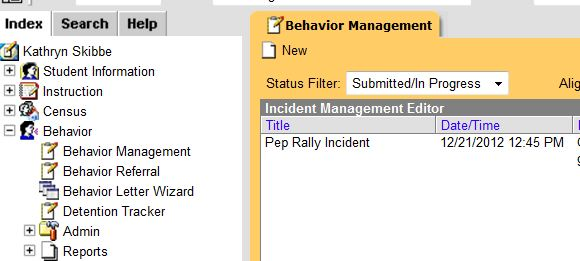 Index Search Help
Kathryn Skibbe
Student Information
Instruction
Census
Behavior
Behavior Management
Behavior Referral
Behavior Letter Wizard
Detention Tracker
Admin
Reports
Behavior Management
New
Status Filter: Submitted/In Progress Alig
Incident Management Editor
Title Date/Time
Pep Rally Incident 12/21/2012 12:45 PM